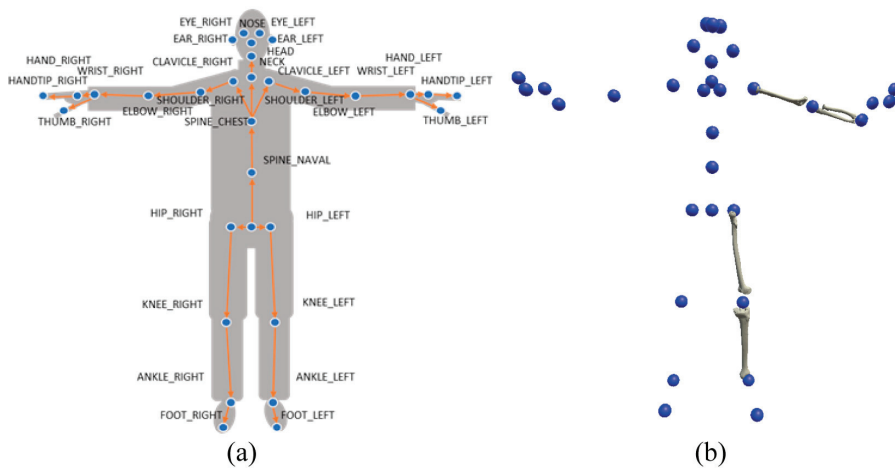 EYE_RIGHT NOSE EYE_LEFT
EAR_RIGHT EAR_LEFT
HEAD
HAND_RIGHT CLAVICLE_RIGHT NECK HAND_LEFT
WRIST_RIGHT CLAVICLE_LEFT WRIST_LEFT
HANDTIP_RIGHT HANDTIP_LEFT
SHOULDER_RIGHT SHOULDER_LEFT
ELBOW_RIGHT ELBOW_LEFT
THUMB_RIGHT SPINE_CHEST THUMB_LEFT
SPINE_NAVAL
HIP_RIGHT HIP_LEFT
KNEE_RIGHT KNEE_LEFT
ANKLE_RIGHT ANKLE_LEFT
FOOT_RIGHT FOOT_LEFT
(a) (b)